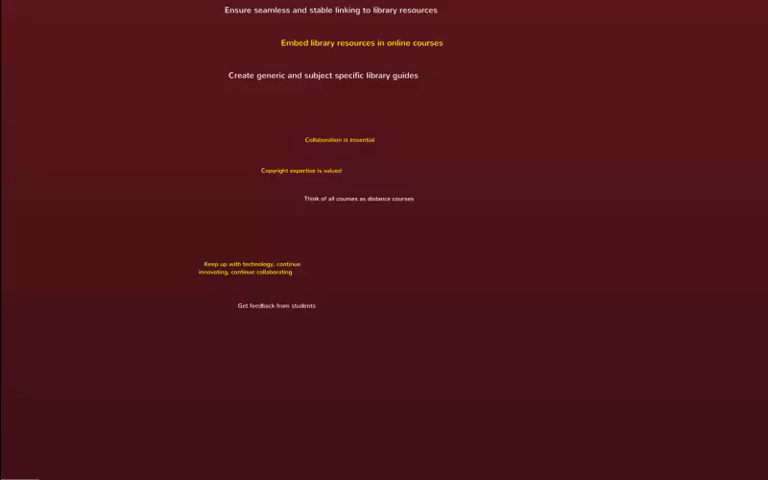 Ensure seamless and stable linking to library resources
Embed library resources in online courses
Create generic and subject specific library guides
Collaboration is essential
Copyright expertise is valued
Think of all courses as distance courses
Keep up with technology, continue
innovating, continue collaborating
Get feedback from students